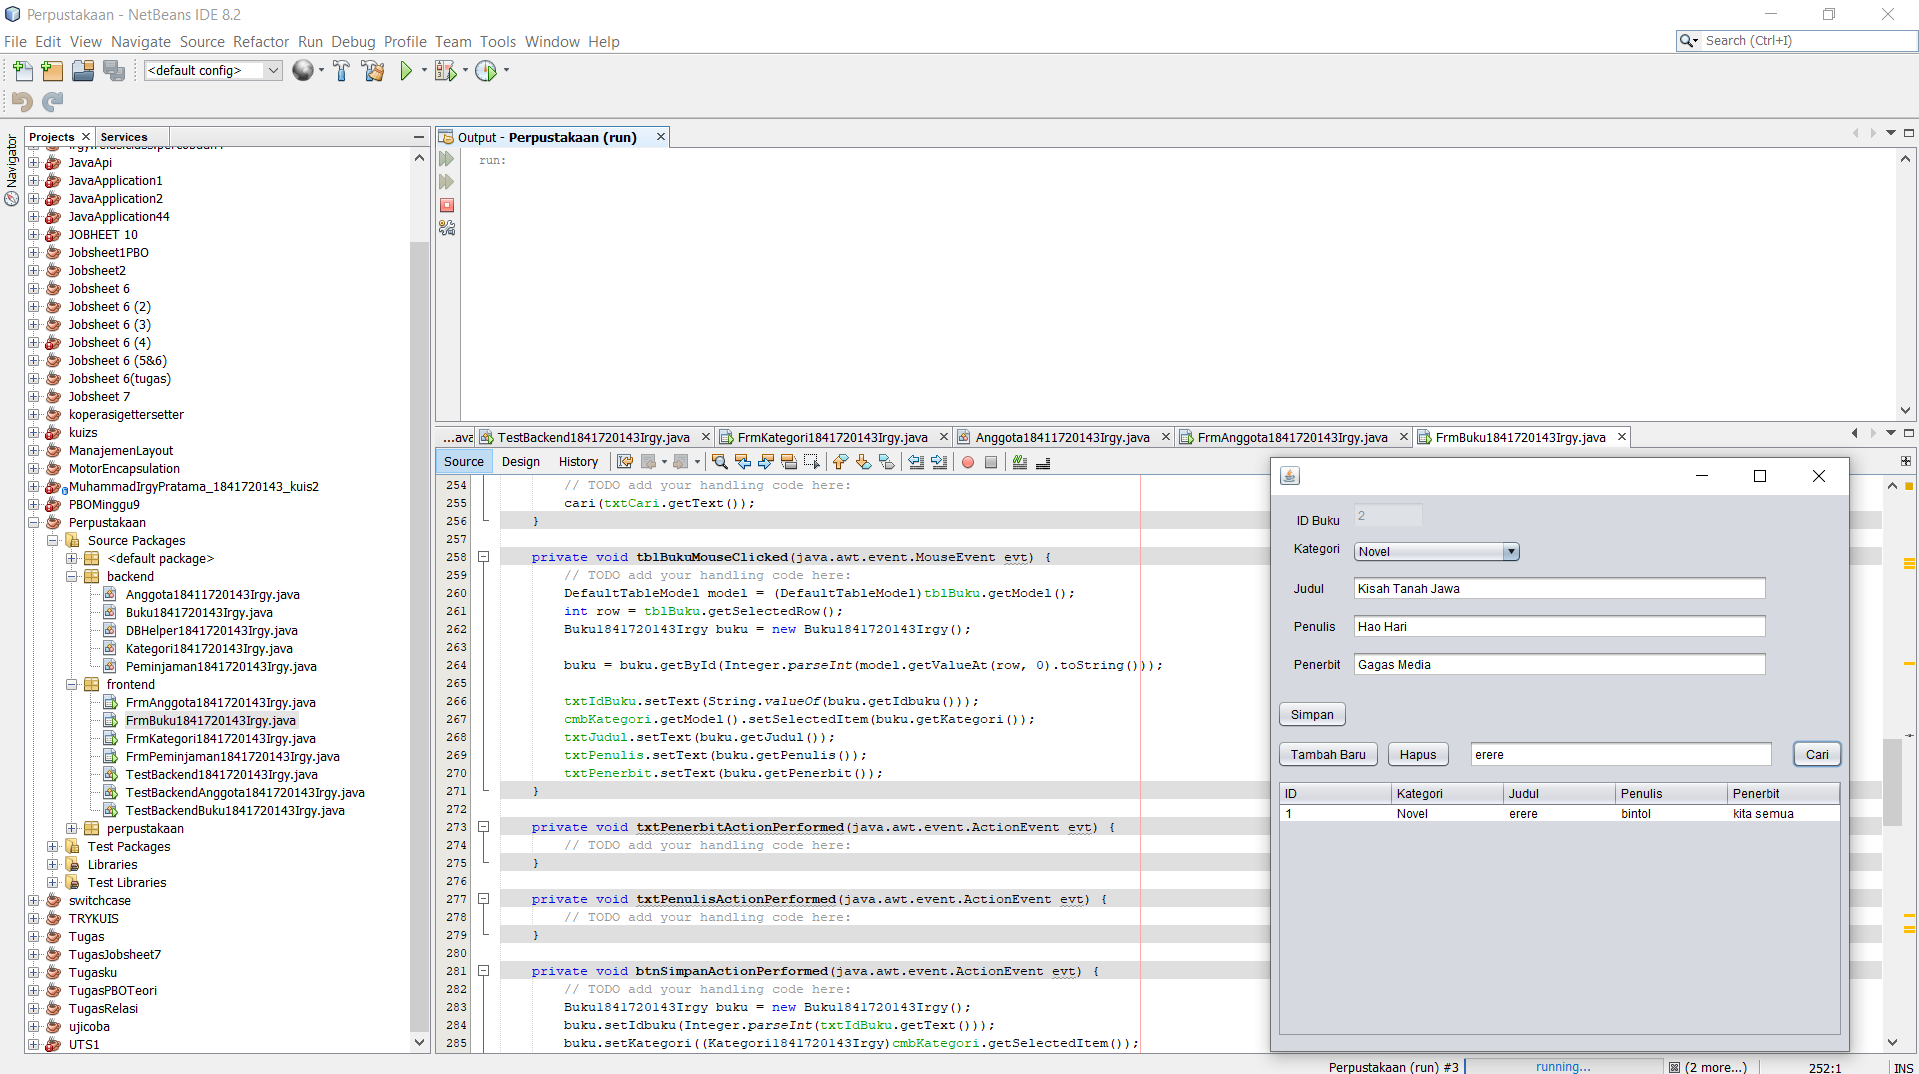 Perpustakaan - NetBeans IDE 8.2
File Edit View Navigate Source Refactor Run Debug Profile Team Tools Window Help
Search (Ctrl+I)
<default config>
Navigator
Projects
Services
JavaApi
JavaApplication1
JavaApplication2
JavaApplication44
JOBHEET 10
Jobsheet1PBO
Jobsheet2
Jobsheet 6
Jobsheet 6 (2)
Jobsheet 6 (3)
Jobsheet 6 (4)
Jobsheet 6 (5&6)
Jobsheet 6(tugas)
Jobsheet 7
koperasigettersetter
kuizs
ManajemenLayout
MotorEncapsulation
MuhammadIrgyPratama_1841720143_kuis2
PBOMinggu9
Perpustakaan
Source Packages
<default package>
backend
Anggota18411720143Irgy.java
Buku1841720143Irgy.java
DBHelper1841720143Irgy.java
Kategori1841720143Irgy.java
Peminjaman1841720143Irgy.java
frontend
FrmAnggota1841720143Irgy.java
FrmBuku1841720143Irgy.java
FrmKategori1841720143Irgy.java
FrmPeminjaman1841720143Irgy.java
TestBackend1841720143Irgy.java
TestBackendAnggota1841720143Irgy.java
TestBackendBuku1841720143Irgy.java
perpustakaan
Test Packages
Libraries
Test Libraries
switchcase
TRYKUIS
Tugas
TugasJobsheet7
Tugasku
TugasPBOTeori
TugasRelasi
ujicoba
UTS1
Output - Perpustakaan (run)
run:
...ava TestBackend1841720143Irgy.java FrmKategori1841720143Irgy.java Anggota18411720143Irgy.java FrmAnggota1841720143Irgy.java FrmBuku1841720143Irgy.java
Source Design History
254 // TODO add your handling code here:
255 cari(txtCari.getText());
256 }
257
258 private void tblBukuMouseClicked(java.awt.event.MouseEvent evt) {
259 // TODO add your handling code here:
260 DefaultTableModel model = (DefaultTableModel)tblBuku.getModel();
261 int row = tblBuku.getSelectedRow();
262 Buku1841720143Irgy buku = new Buku1841720143Irgy();
263
264 buku = buku.getById(Integer.parseInt(model.getValueAt(row, 0).toString()));
265
266 txtIdBuku.setText(String.valueOf(buku.getIdbuku()));
267 cmbKategori.getModel().setSelectedItem(buku.getKategori());
268 txtJudul.setText(buku.getJudul());
269 txtPenulis.setText(buku.getPenulis());
270 txtPenerbit.setText(buku.getPenerbit());
271 }
272
273 private void txtPenerbitActionPerformed(java.awt.event.ActionEvent evt) {
274 // TODO add your handling code here:
275 }
276
277 private void txtPenulisActionPerformed(java.awt.event.ActionEvent evt) {
278 // TODO add your handling code here:
279 }
280
281 private void btnSimpanActionPerformed(java.awt.event.ActionEvent evt) {
282 // TODO add your handling code here:
283 Buku1841720143Irgy buku = new Buku1841720143Irgy();
284 buku.setIdbuku(Integer.parseInt(txtIdBuku.getText()));
285 buku.setKategori((Kategori1841720143Irgy)cmbKategori.getSelectedItem());
ID Buku 2
Kategori Novel
Judul Kisah Tanah Jawa
Penulis Hao Hari
Penerbit Gagas Media
Simpan
Tambah Baru Hapus erere Cari
ID Kategori Judul Penulis Penerbit
1 Novel erere bintol kita semua
Perpustakaan (run) #3 running... (2 more...) 252:1 INS